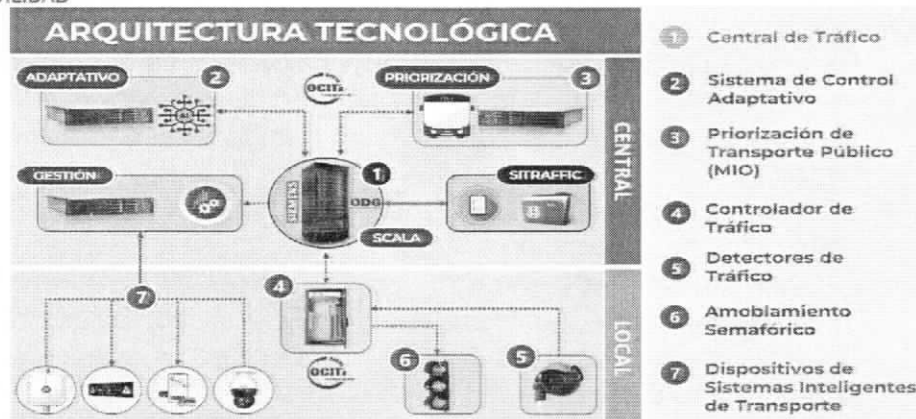 ARQUITECTURA TECNOLÓGICA
ADAPTATIVO
2
OCIT
PRIORIZACIÓN
3
GESTIÓN
1
ODG
SCALA
SITRAFFIC
CENTRAL
7
4
OCIT
6
5
LOCAL
1 Central de Tráfico
2 Sistema de Control
Adaptativo
3 Priorización de
Transporte Público
(MIO)
4 Controlador de
Tráfico
5 Detectores de
Tráfico
6 Amoblamiento
Semafórico
7 Dispositivos de
Sistemas Inteligentes
de Transporte